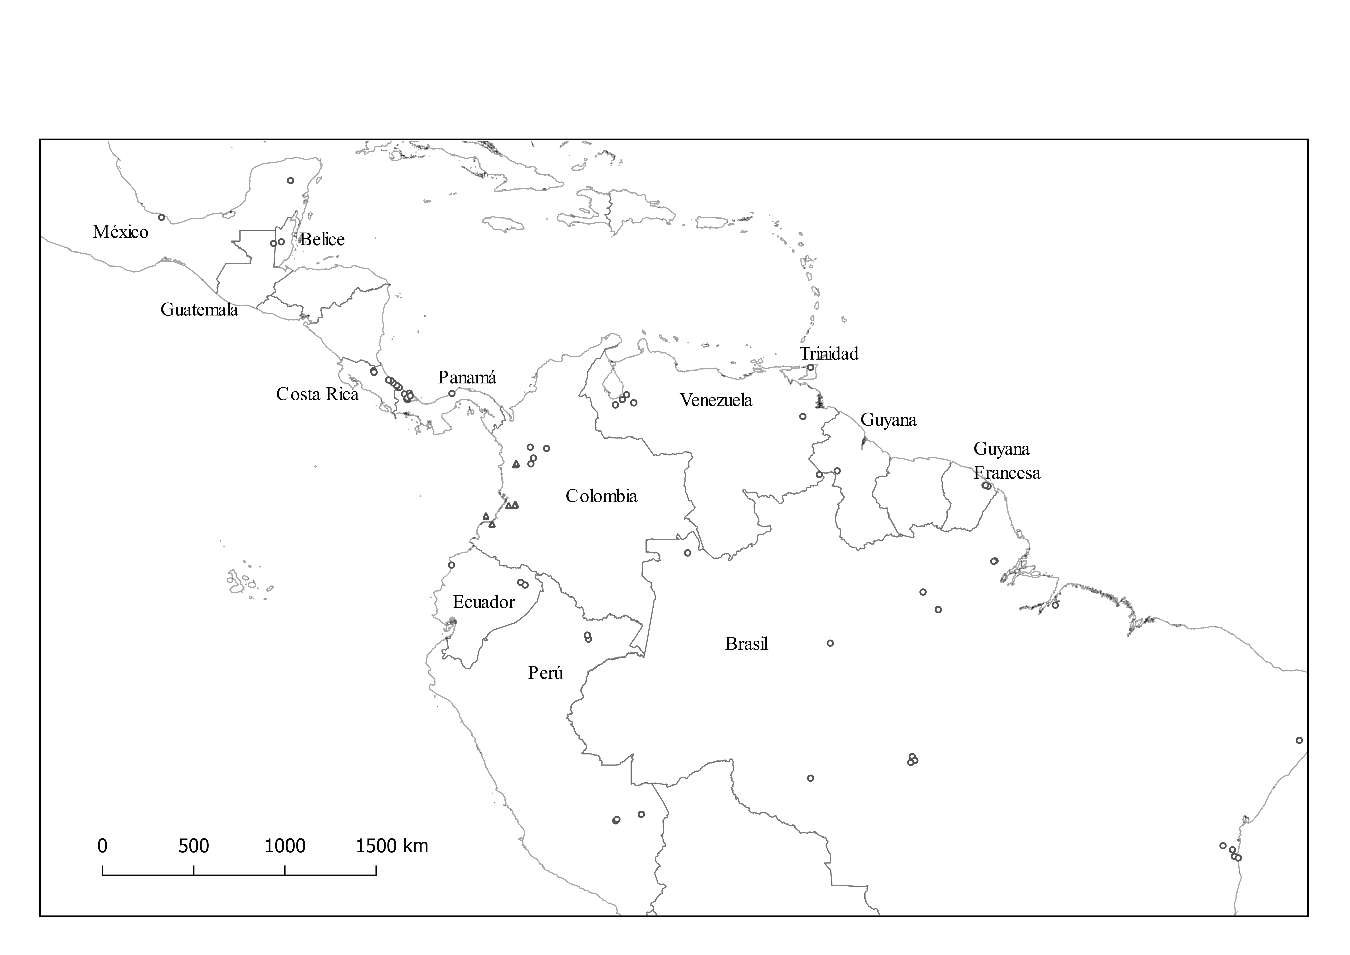 México
Belice
Guatemala
Trinidad
Costa Rica
Panamá
Venezuela
Guyana
Guyana
Francesa
Colombia
Ecuador
Brasil
Perú
0 500 1000 1500 km